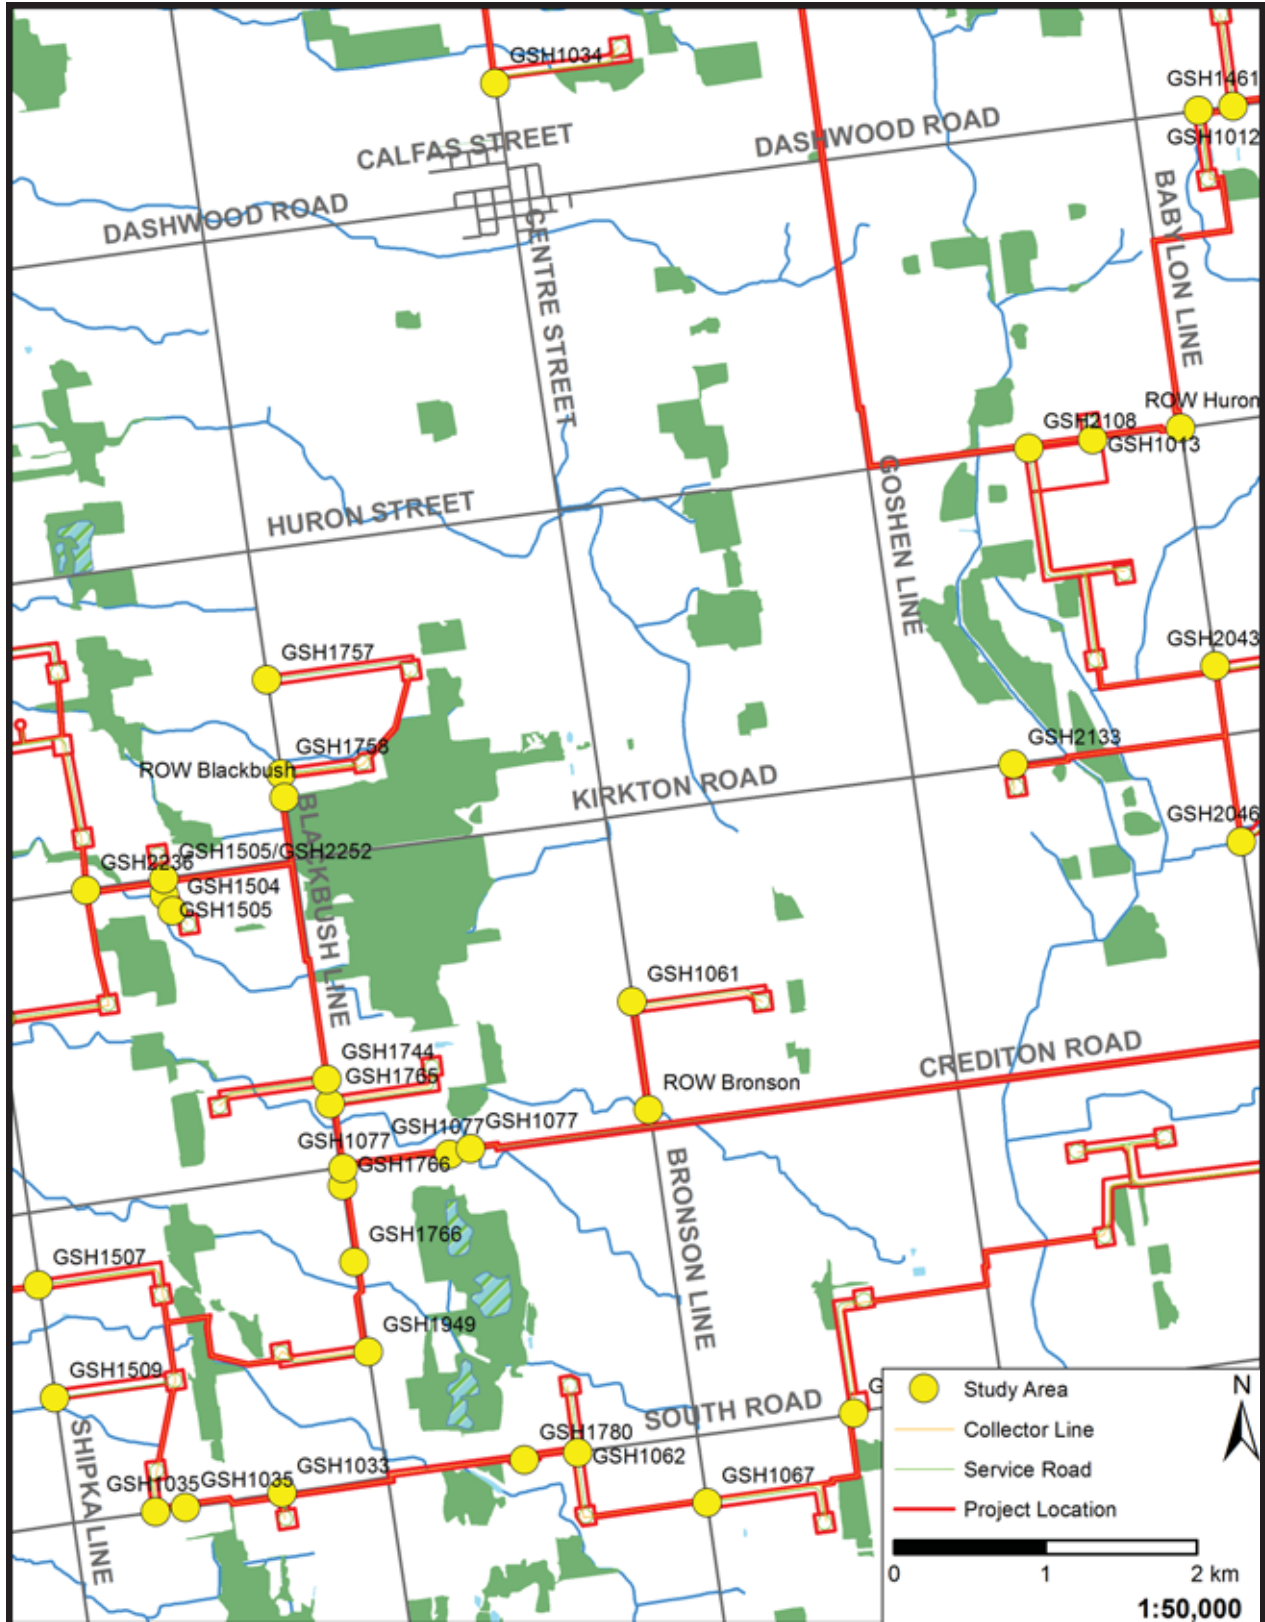 GSH1034
GSH1461
CALFAS STREET
DASHWOOD ROAD
GSH1012
DASHWOOD ROAD
CENTRE STREET
BABYLON LINE
ROW Huron
GSH2108
GSH1013
HURON STREET
GOSHEN LINE
GSH1757
GSH2043
GSH1758
GSH2133
ROW Blackbush
KIRKTON ROAD
BLACKBUSH LINE
GSH2046
GSH1505/GSH2252
GSH2236
GSH1504
GSH1505
GSH1061
GSH1744
CREDITON ROAD
GSH1765
ROW Bronson
GSH1077
GSH1077
GSH1077
GSH1766
BRONSON LINE
GSH1766
GSH1507
GSH1949
GSH1509
SOUTH ROAD
GSH1780
GSH1062
GSH1033
GSH1067
GSH1035
GSH1035
SHIPKA LINE
G
Study Area
N
Collector Line
Service Road
Project Location
0 1 2 km
1:50,000